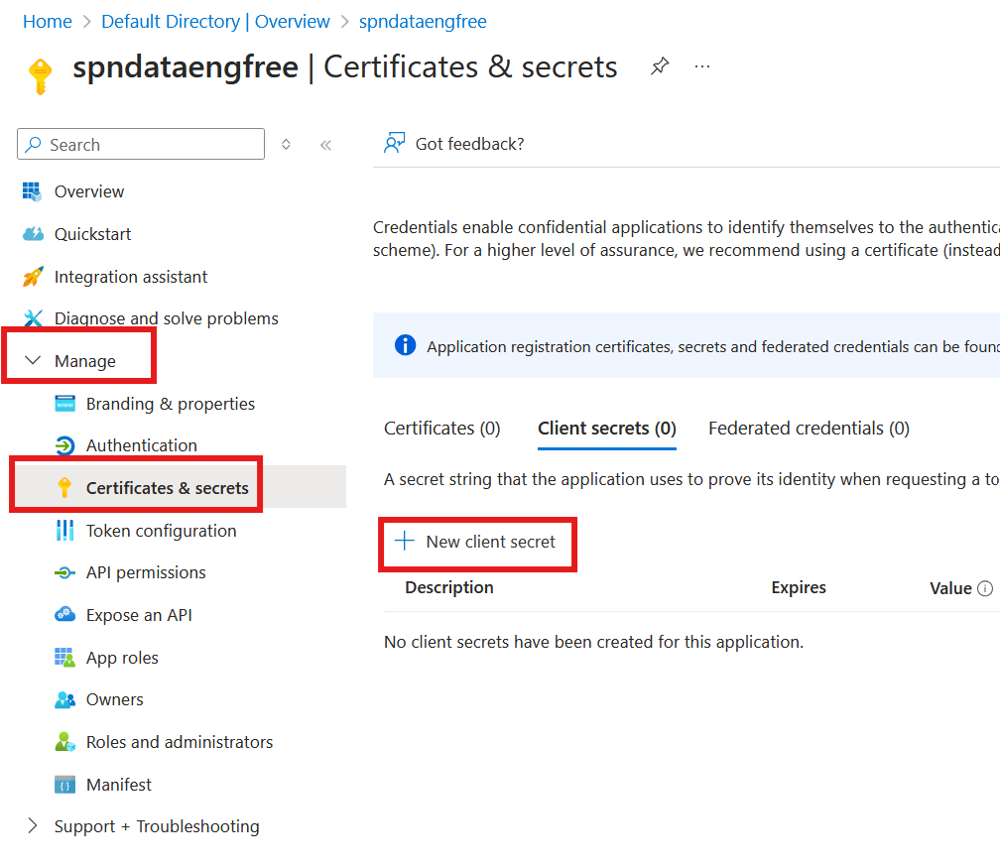 Home > Default Directory | Overview > spndataengfree
spndataengfree | Certificates & secrets
Search
Overview
Quickstart
Integration assistant
Diagnose and solve problems
Manage
Branding & properties
Authentication
Certificates & secrets
Token configuration
API permissions
Expose an API
App roles
Owners
Roles and administrators
Manifest
Support + Troubleshooting
Got feedback?
Credentials enable confidential applications to identify themselves to the authentica
scheme). For a higher level of assurance, we recommend using a certificate (instead
Application registration certificates, secrets and federated credentials can be found
Certificates (0) Client secrets (0) Federated credentials (0)
A secret string that the application uses to prove its identity when requesting a to
New client secret
Description Expires Value
No client secrets have been created for this application.